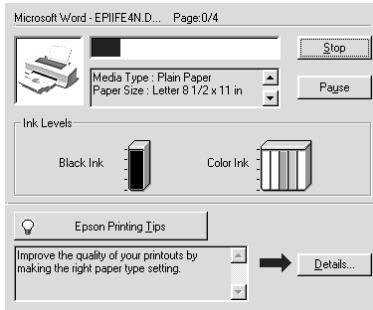 Microsoft Word - EPIIFE4N.D... Page:0/4
Stop
Media Type : Plain Paper
Paper Size : Letter 8 1/2 x 11 in
Pause
Ink Levels
Black Ink
Color Ink
Epson Printing Tips
Improve the quality of your printouts by
making the right paper type setting.
Details...